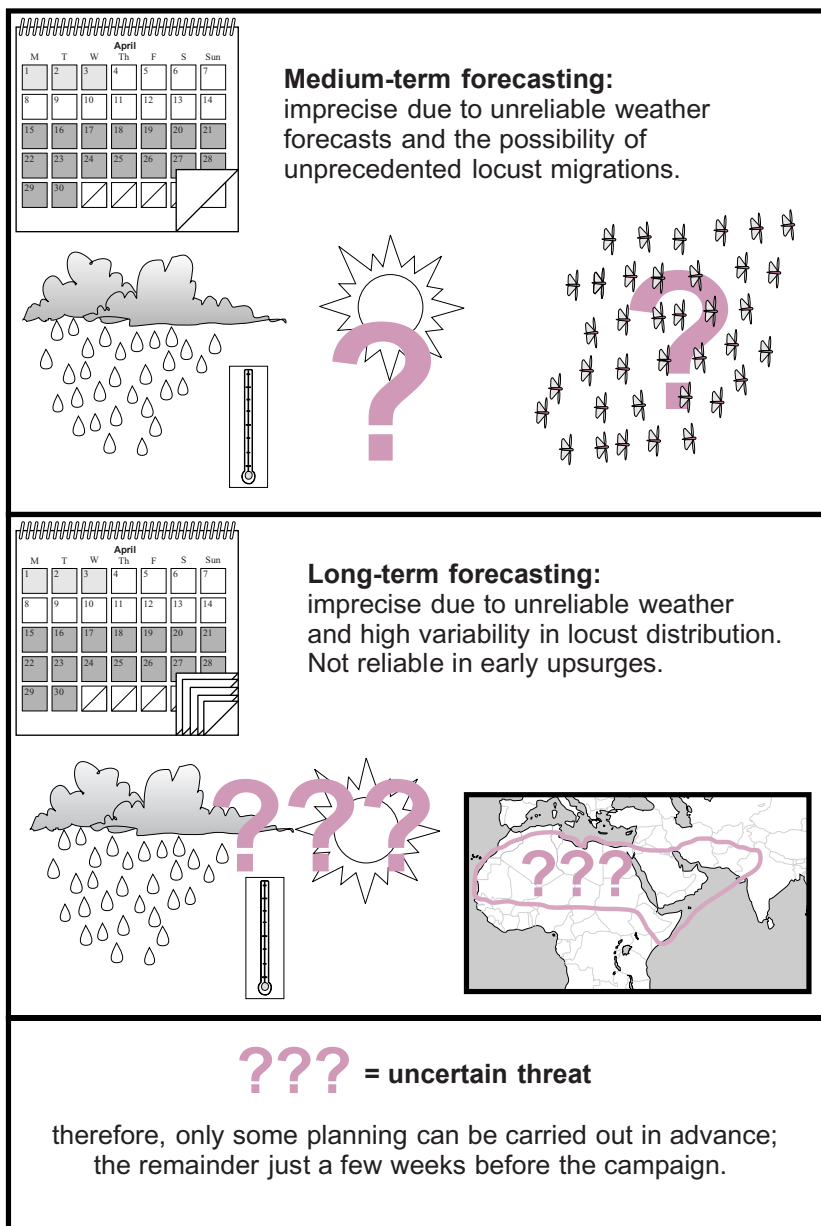 April
M T W Th F S Sun
1 2 3 4 5 6 7
8 9 10 11 12 13 14
15 16 17 18 19 20 21
22 23 24 25 26 27 28
29 30
Medium-term forecasting:
imprecise due to unreliable weather
forecasts and the possibility of
unprecedented locust migrations.
?
?
April
M T W Th F S Sun
1 2 3 4 5 6 7
8 9 10 11 12 13 14
15 16 17 18 19 20 21
22 23 24 25 26 27 28
29 30
Long-term forecasting:
imprecise due to unreliable weather
and high variability in locust distribution.
Not reliable in early upsurges.
???
???
??? = uncertain threat
therefore, only some planning can be carried out in advance;
the remainder just a few weeks before the campaign.